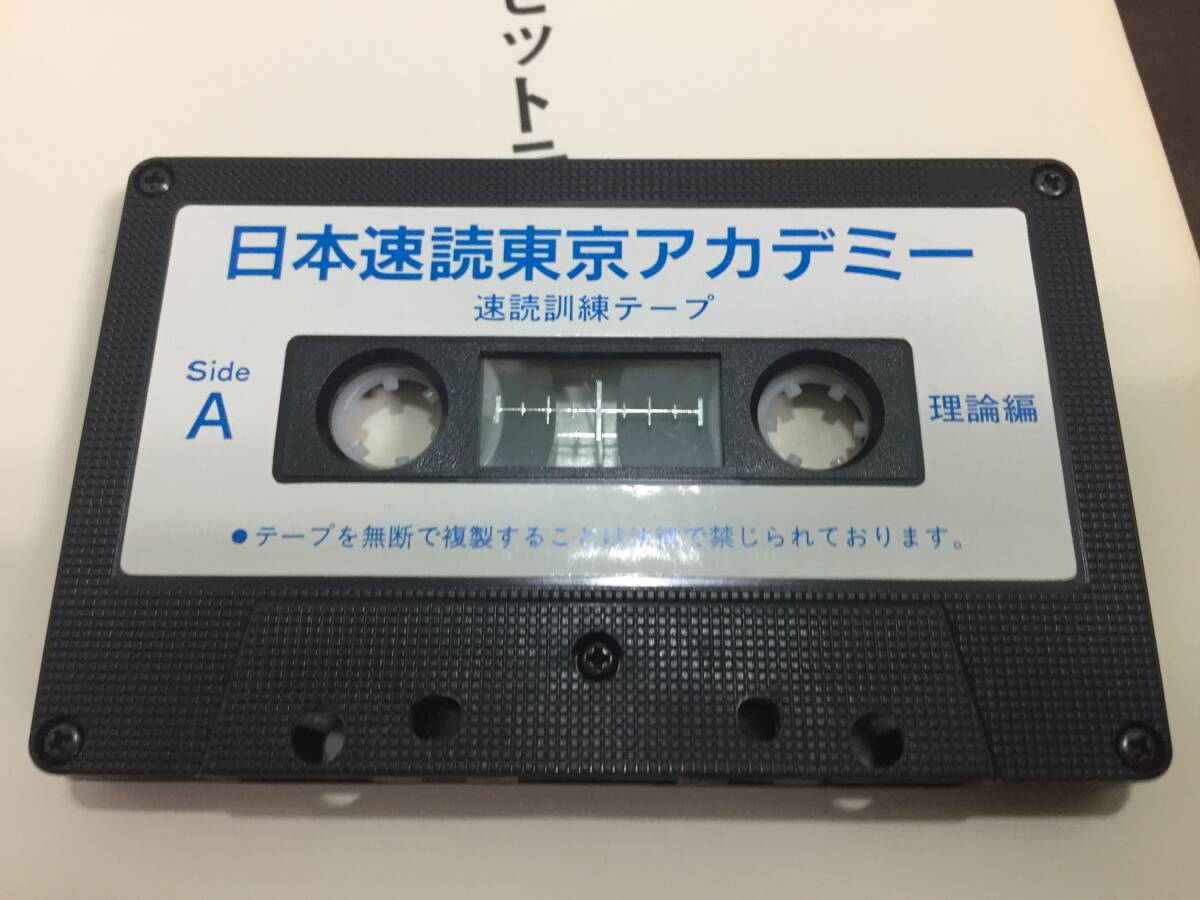 ピット
日本速読東京アカデミー
速読訓練テープ
Side
A
理論編
●テープを無断で複製することは法律で禁じられております。